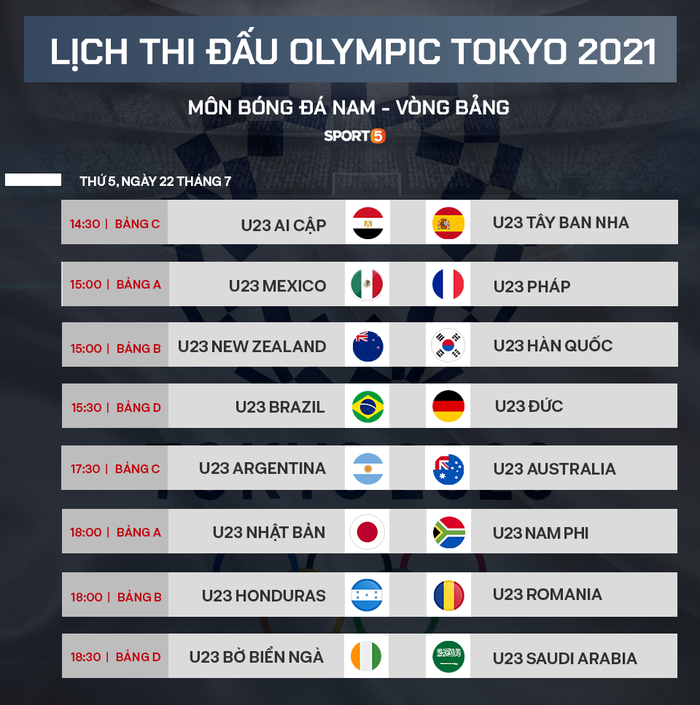 LỊCH THI ĐẤU OLYMPIC TOKYO 2021
MÔN BÓNG ĐÁ NAM - VÒNG BẢNG
SPORT5
THỨ 5, NGÀY 22 THÁNG 7
14:30 | BẢNG C U23 AI CẬP U23 TÂY BAN NHA
15:00 | BẢNG A U23 MEXICO U23 PHÁP
15:00 | BẢNG B U23 NEW ZEALAND U23 HÀN QUỐC
15:30 | BẢNG D U23 BRAZIL U23 ĐỨC
17:30 | BẢNG C U23 ARGENTINA U23 AUSTRALIA
18:00 | BẢNG A U23 NHẬT BẢN U23 NAM PHI
18:00 | BẢNG B U23 HONDURAS U23 ROMANIA
18:30 | BẢNG D U23 BỜ BIỂN NGÀ U23 SAUDI ARABIA